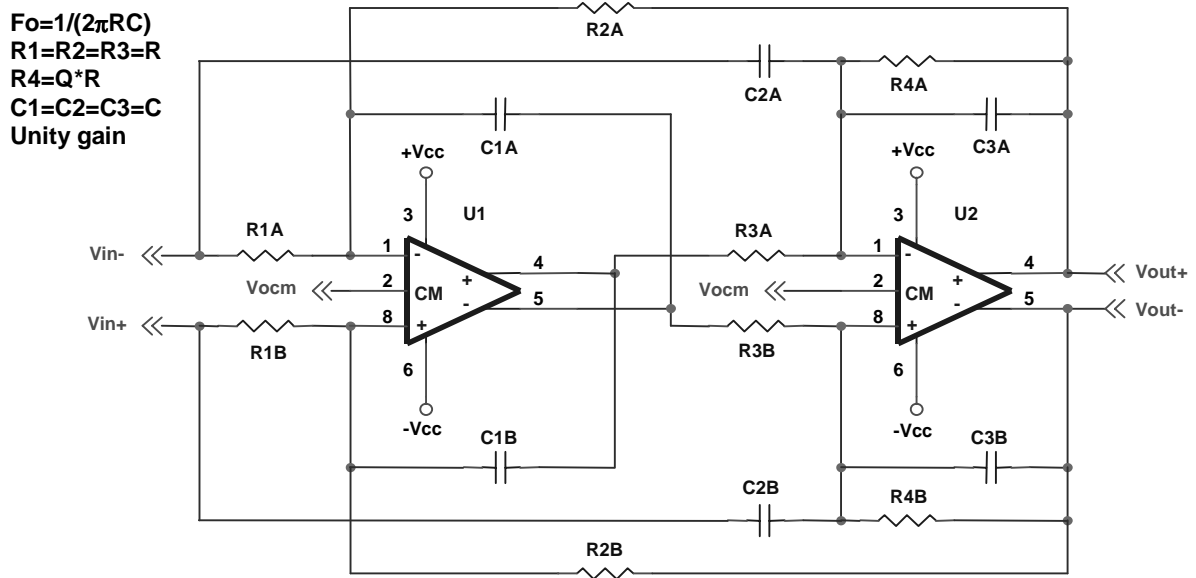 Fo=1/(2πRC)
R1=R2=R3=R
R4=Q*R
C1=C2=C3=C
Unity gain
R2A
C2A
R4A
C1A
C3A
+Vcc
+Vcc
3
U1
3
U2
R1A
R3A
Vin-
1
-
4
1
-
4
Vout+
Vocm
2
CM
+
-
5
Vocm
2
CM
+
-
5
Vout-
Vin+
8
+
8
+
R1B
R3B
6
6
-Vcc
-Vcc
C1B
C3B
C2B
R4B
R2B